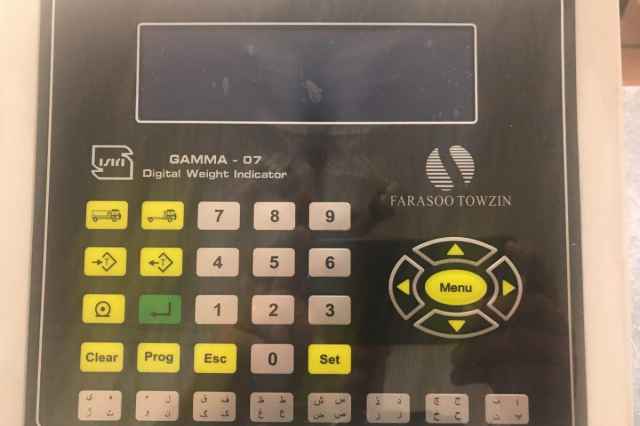 ISIRI
GAMMA - 07
Digital Weight Indicator
FARASOO TOWZIN
7 8 9
4 5 6
Menu
1 2 3
Clear Prog Esc 0 Set